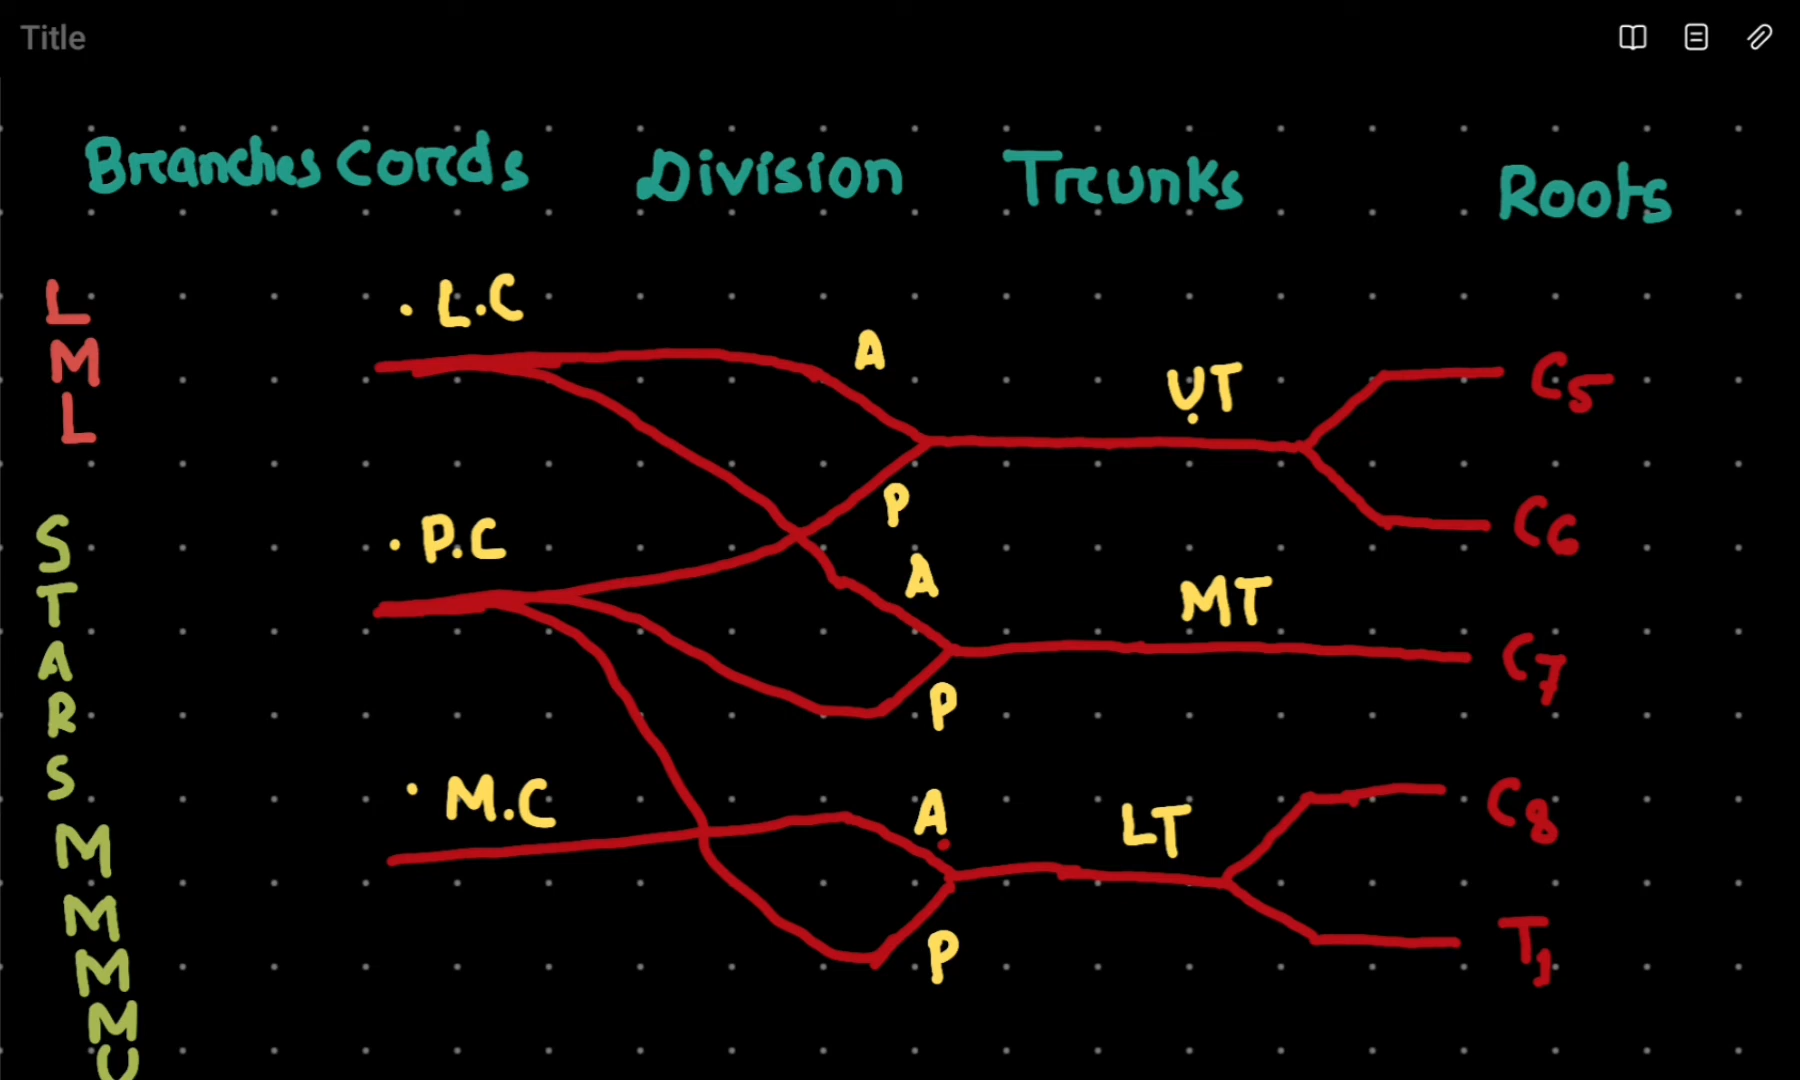 Title
Branches Cords Division Trunks Roots
L
M
L
S
T
A
R
S
M
M
M
M
U
. L.C
A
UT
C5
P
C6
. P.C
A
MT
C7
P
. M.C
A
LT
C8
P
T1